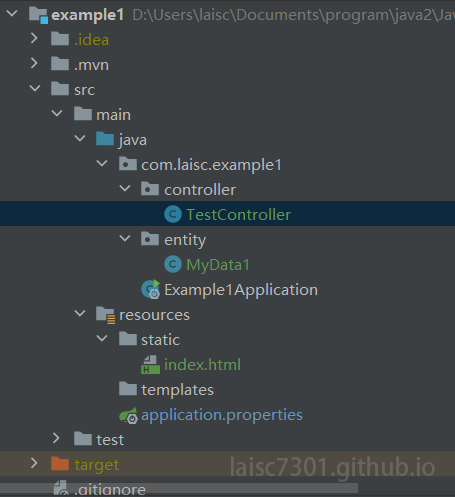 example1 D:\Users\laisc\Documents\program\java2\Jav
.idea
.mvn
src
main
java
com.laisc.example1
controller
TestController
entity
MyData1
Example1Application
resources
static
index.html
templates
application.properties
test
target
.gitignore
laisc7301.github.io